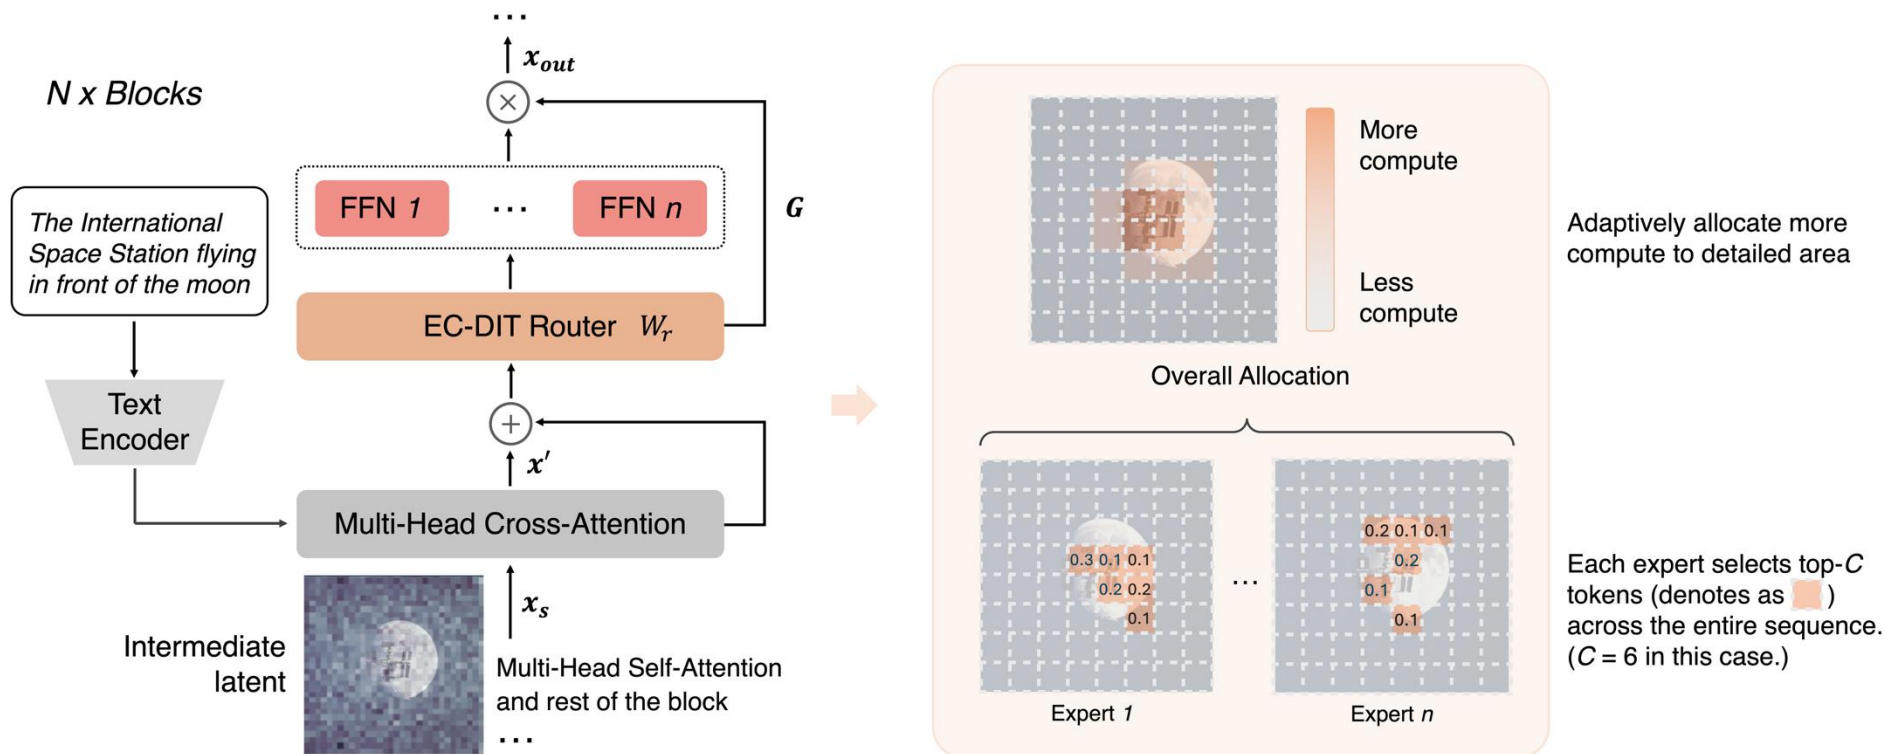 ...
x_out
N x Blocks
FFN 1
...
FFN n
G
The International
Space Station flying
in front of the moon
EC-DIT Router W_r
Text
Encoder
x'
Multi-Head Cross-Attention
x_s
Intermediate
latent
Multi-Head Self-Attention
and rest of the block
...
More
compute
Less
compute
Overall Allocation
Adaptively allocate more
compute to detailed area
0.3 0.1 0.1
0.2 0.2
0.1
Expert 1
...
0.2 0.1 0.1
0.2
0.1
0.1
Expert n
Each expert selects top-C
tokens (denotes as )
across the entire sequence.
(C = 6 in this case.)